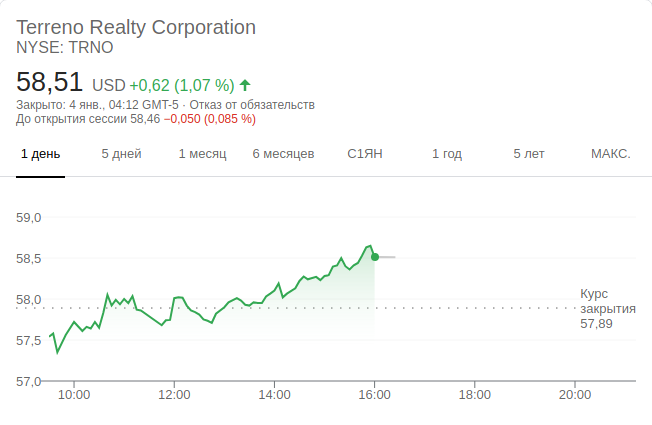 Terreno Realty Corporation
NYSE: TRNO
58,51 USD +0,62 (1,07 %)
Закрыто: 4 янв., 04:12 GMT-5 · Отказ от обязательств
До открытия сессии 58,46 −0,050 (0,085 %)
1 день 5 дней 1 месяц 6 месяцев С1ЯН 1 год 5 лет МАКС.
59,0
58,5
58,0
57,5
57,0
Курс
закрытия
57,89
10:00 12:00 14:00 16:00 18:00 20:00